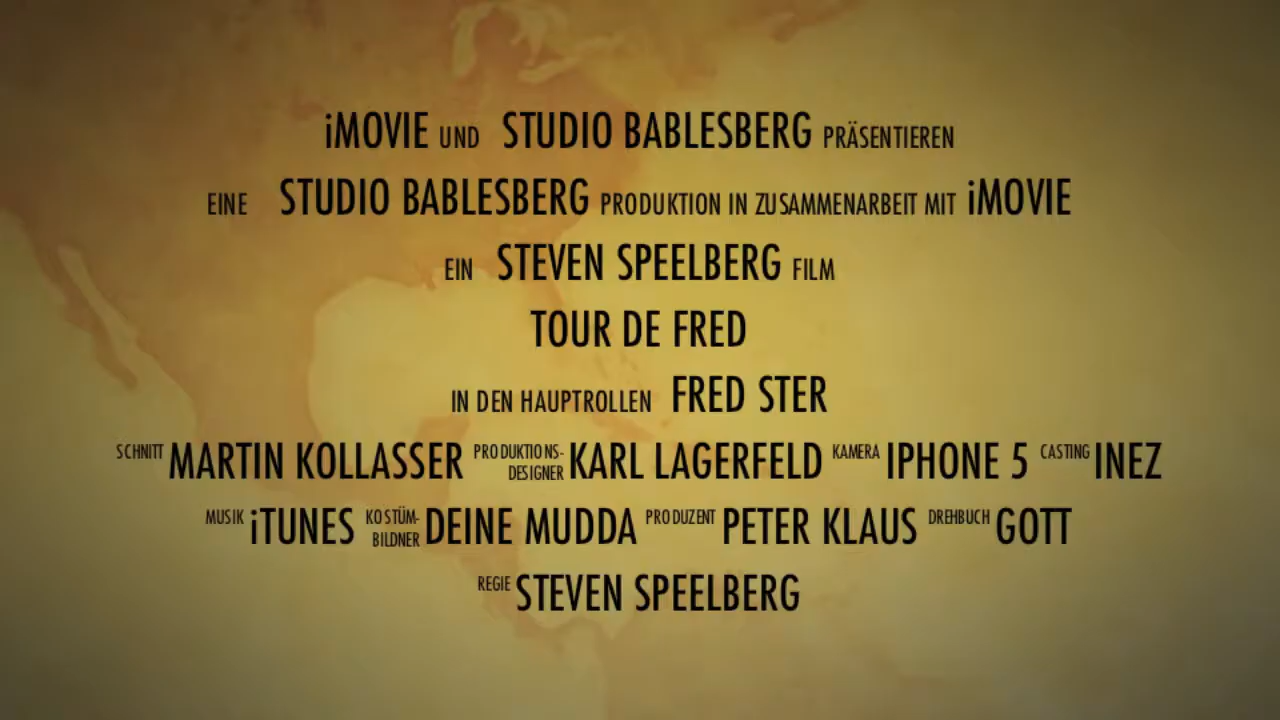 iMOVIE UND STUDIO BABLESBERG PRÄSENTIEREN
EINE STUDIO BABLESBERG PRODUKTION IN ZUSAMMENARBEIT MIT iMOVIE
EIN STEVEN SPEELBERG FILM
TOUR DE FRED
IN DEN HAUPTROLLEN FRED STER
SCHNITT MARTIN KOLLASSER PRODUKTIONS-DESIGNER KARL LAGERFELD KAMERA IPHONE 5 CASTING INEZ
MUSIK iTUNES KOSTÜM-BILDNER DEINE MUDDA PRODUZENT PETER KLAUS DREHBUCH GOTT
REGIE STEVEN SPEELBERG